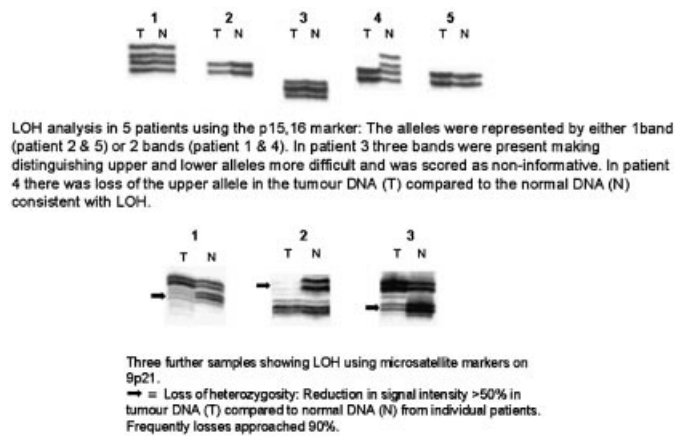 1 2 3 4 5
T N T N T N T N T N
LOH analysis in 5 patients using the p15,16 marker: The alleles were represented by either 1band
(patient 2 & 5) or 2 bands (patient 1 & 4). In patient 3 three bands were present making
distinguishing upper and lower alleles more difficult and was scored as non-informative. In patient
4 there was loss of the upper allele in the tumour DNA (T) compared to the normal DNA (N)
consistent with LOH.
1 2 3
T N T N T N
Three further samples showing LOH using microsatellite markers on
9p21.
➡ = Loss of heterozygosity: Reduction in signal intensity >50% in
tumour DNA (T) compared to normal DNA (N) from individual patients.
Frequently losses approached 90%.